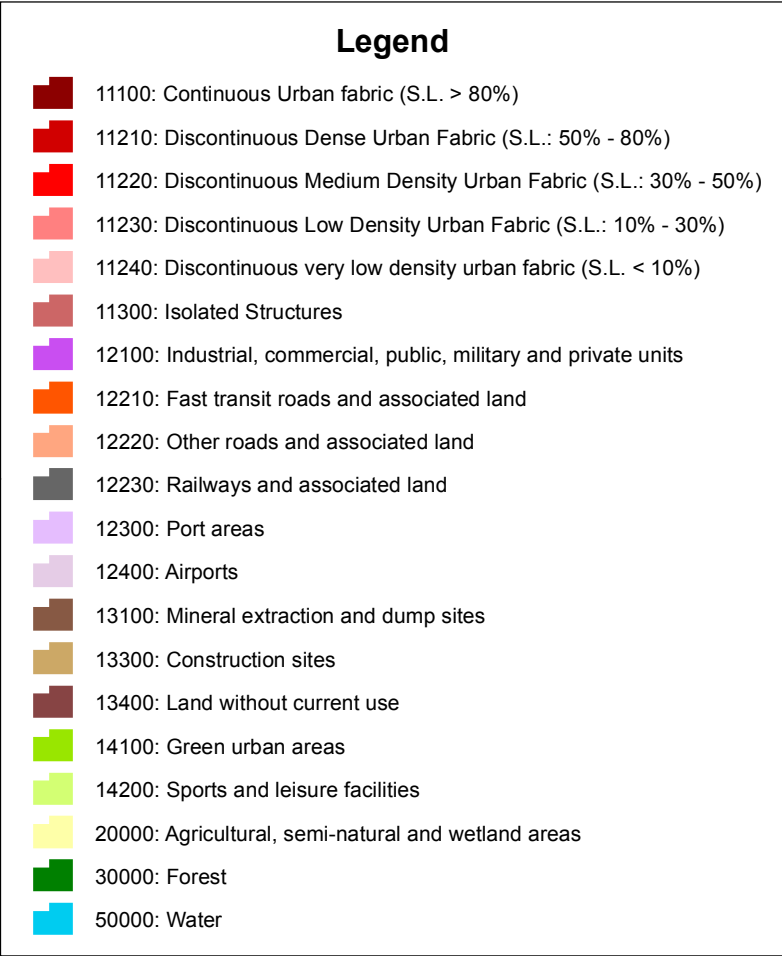 Legend
11100: Continuous Urban fabric (S.L. > 80%)
11210: Discontinuous Dense Urban Fabric (S.L.: 50% - 80%)
11220: Discontinuous Medium Density Urban Fabric (S.L.: 30% - 50%)
11230: Discontinuous Low Density Urban Fabric (S.L.: 10% - 30%)
11240: Discontinuous very low density urban fabric (S.L. < 10%)
11300: Isolated Structures
12100: Industrial, commercial, public, military and private units
12210: Fast transit roads and associated land
12220: Other roads and associated land
12230: Railways and associated land
12300: Port areas
12400: Airports
13100: Mineral extraction and dump sites
13300: Construction sites
13400: Land without current use
14100: Green urban areas
14200: Sports and leisure facilities
20000: Agricultural, semi-natural and wetland areas
30000: Forest
50000: Water